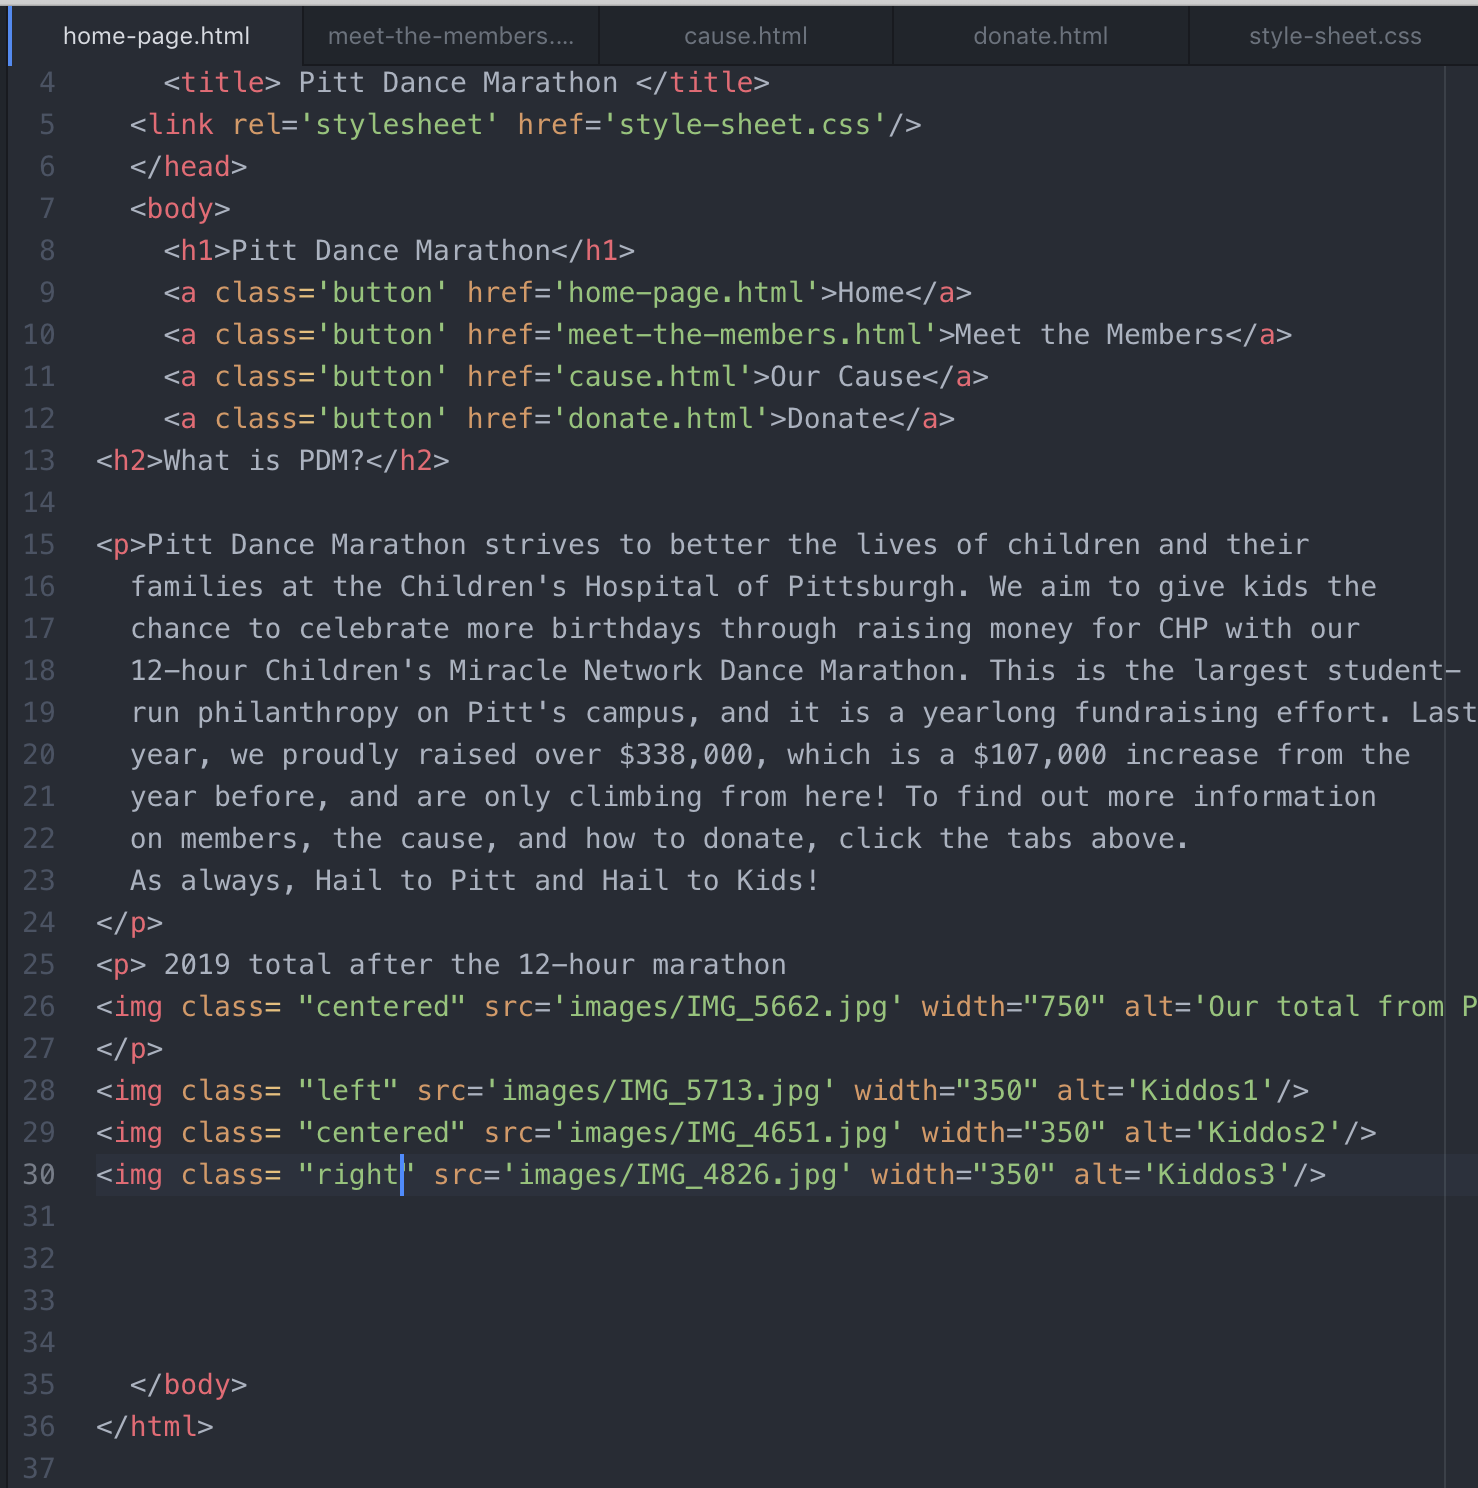 home-page.html meet-the-members.... cause.html donate.html style-sheet.css
4 <title> Pitt Dance Marathon </title>
5 <link rel='stylesheet' href='style-sheet.css'/>
6 </head>
7 <body>
8 <h1>Pitt Dance Marathon</h1>
9 <a class='button' href='home-page.html'>Home</a>
10 <a class='button' href='meet-the-members.html'>Meet the Members</a>
11 <a class='button' href='cause.html'>Our Cause</a>
12 <a class='button' href='donate.html'>Donate</a>
13 <h2>What is PDM?</h2>
14
15 <p>Pitt Dance Marathon strives to better the lives of children and their
16 families at the Children's Hospital of Pittsburgh. We aim to give kids the
17 chance to celebrate more birthdays through raising money for CHP with our
18 12-hour Children's Miracle Network Dance Marathon. This is the largest student-
19 run philanthropy on Pitt's campus, and it is a yearlong fundraising effort. Last
20 year, we proudly raised over $338,000, which is a $107,000 increase from the
21 year before, and are only climbing from here! To find out more information
22 on members, the cause, and how to donate, click the tabs above.
23 As always, Hail to Pitt and Hail to Kids!
24 </p>
25 <p> 2019 total after the 12-hour marathon
26 <img class= "centered" src='images/IMG_5662.jpg' width="750" alt='Our total from P
27 </p>
28 <img class= "left" src='images/IMG_5713.jpg' width="350" alt='Kiddos1'/>
29 <img class= "centered" src='images/IMG_4651.jpg' width="350" alt='Kiddos2'/>
30 <img class= "right" src='images/IMG_4826.jpg' width="350" alt='Kiddos3'/>
31
32
33
34
35 </body>
36 </html>
37